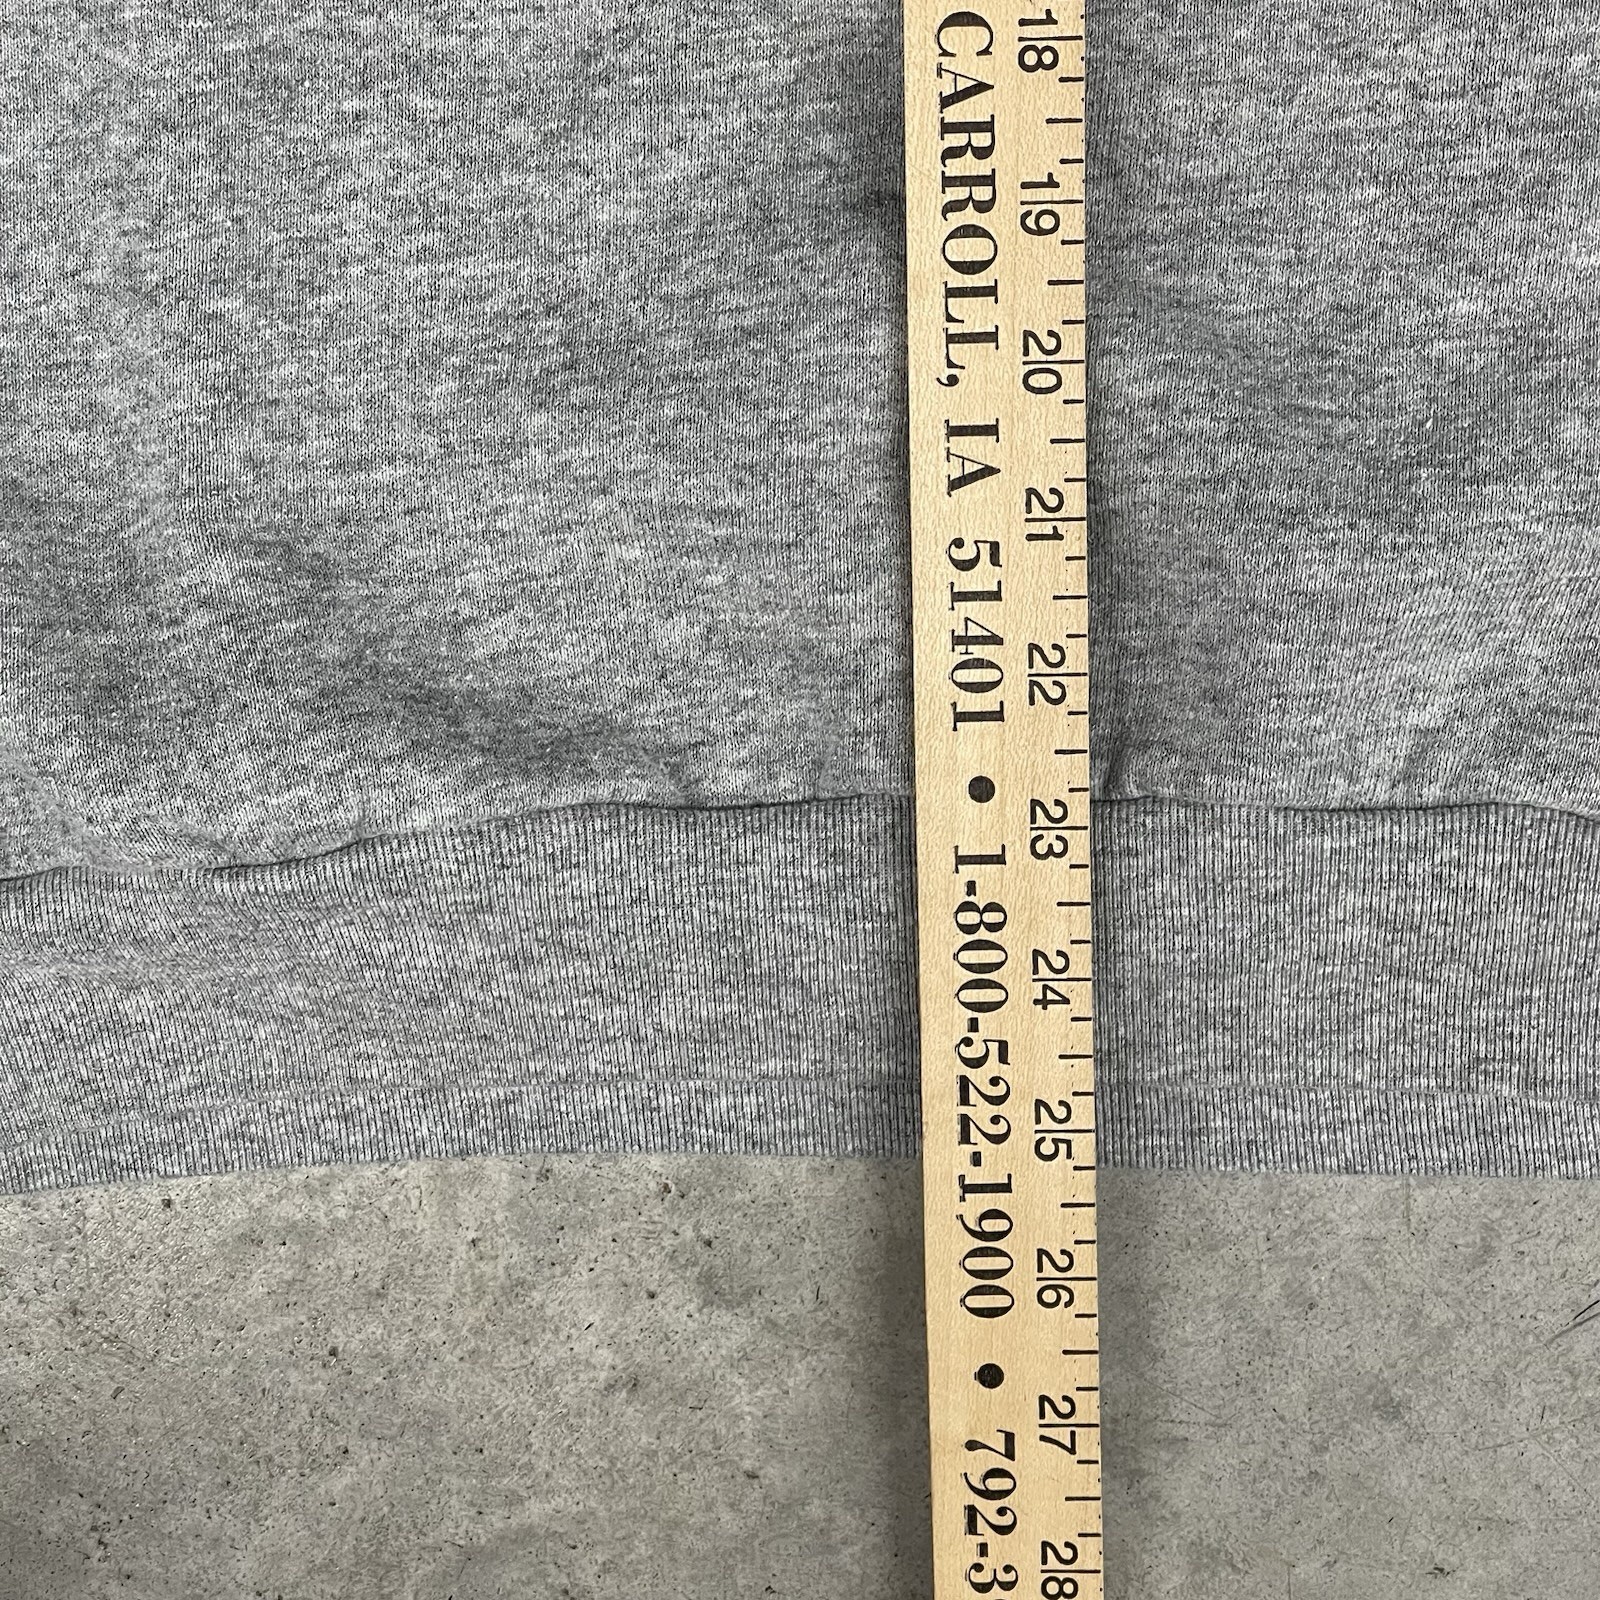 18 19 20 21 22 23 24 25 26 27 28
CARROLL, IA 51401 • 1-800-522-1900 • 792-3